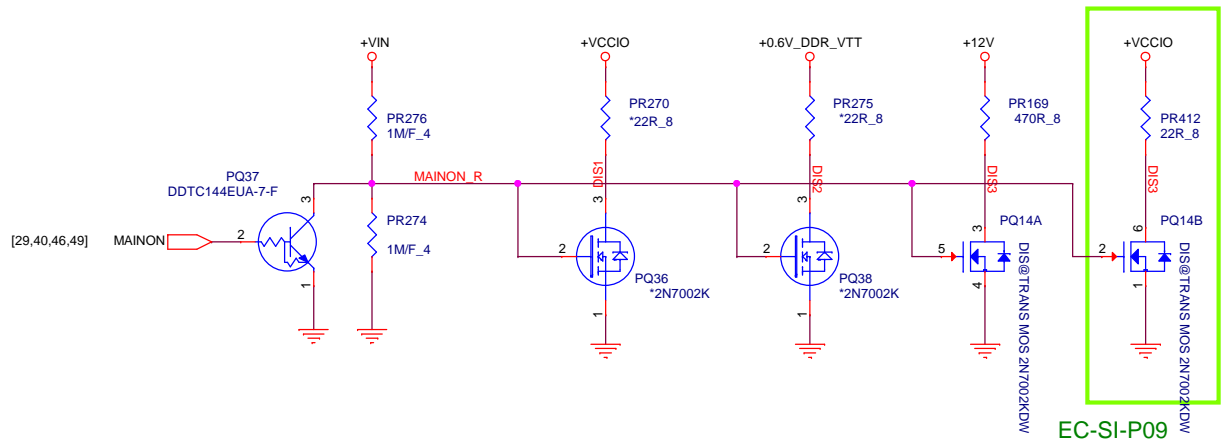 +VIN
+VCCIO
+0.6V_DDR_VTT
+12V
+VCCIO
PR276
1M/F_4
PR270
*22R_8
PR275
*22R_8
PR169
470R_8
PR412
22R_8
PQ37
DDTC144EUA-7-F
MAINON_R
DIS1
DIS2
DIS3
DIS3
3
3
3
3
6
PR274
1M/F_4
PQ14A
PQ14B
[29,40,46,49]
MAINON
2
2
2
5
2
PQ36
*2N7002K
PQ38
*2N7002K
DIS@TRANS MOS 2N7002KDW
DIS@TRANS MOS 2N7002KDW
1
1
1
4
1
EC-SI-P09